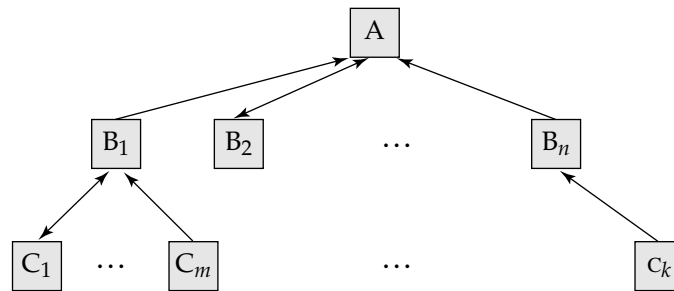 A
B₁ B₂ ... Bₙ
C₁ ... Cₘ ... cₖ